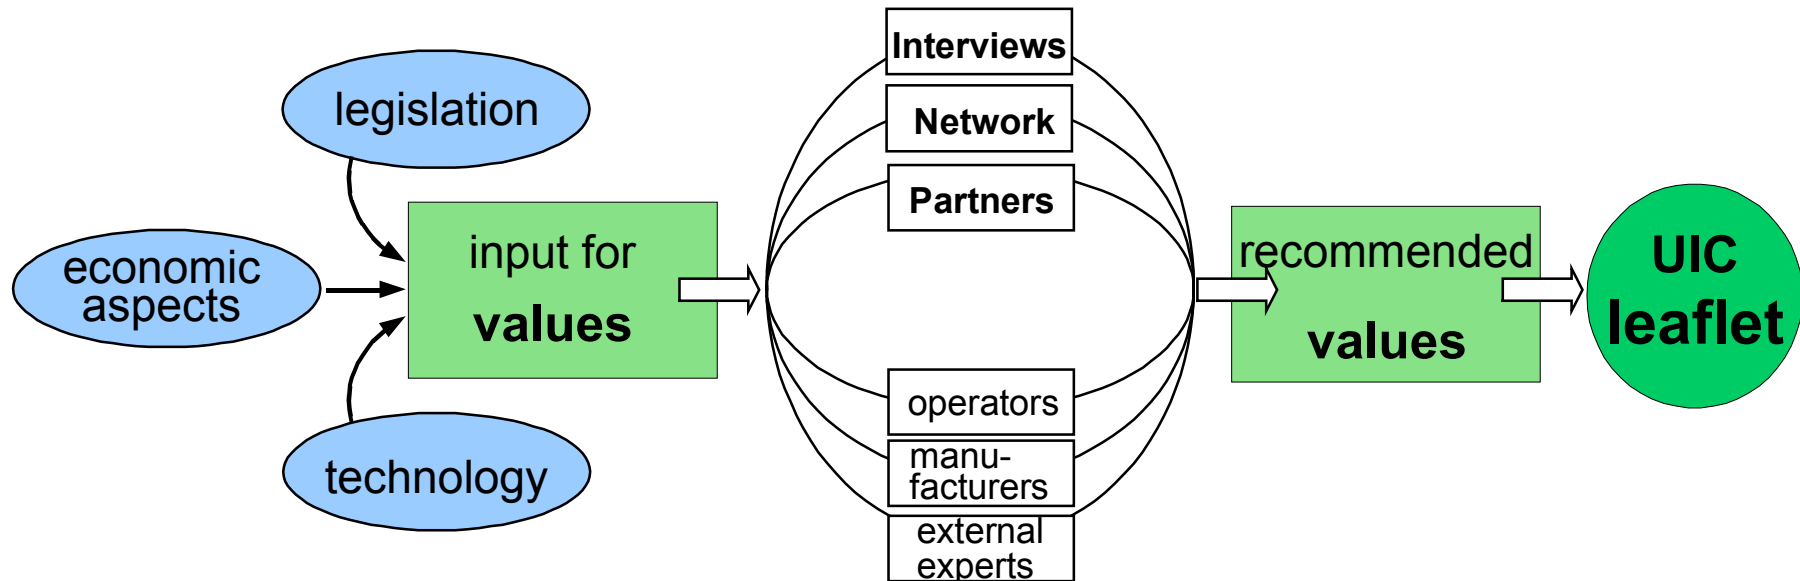 legislation
economic
aspects
technology
input for
values
Interviews
Network
Partners
operators
manu-
facturers
external
experts
recommended
values
UIC
leaflet